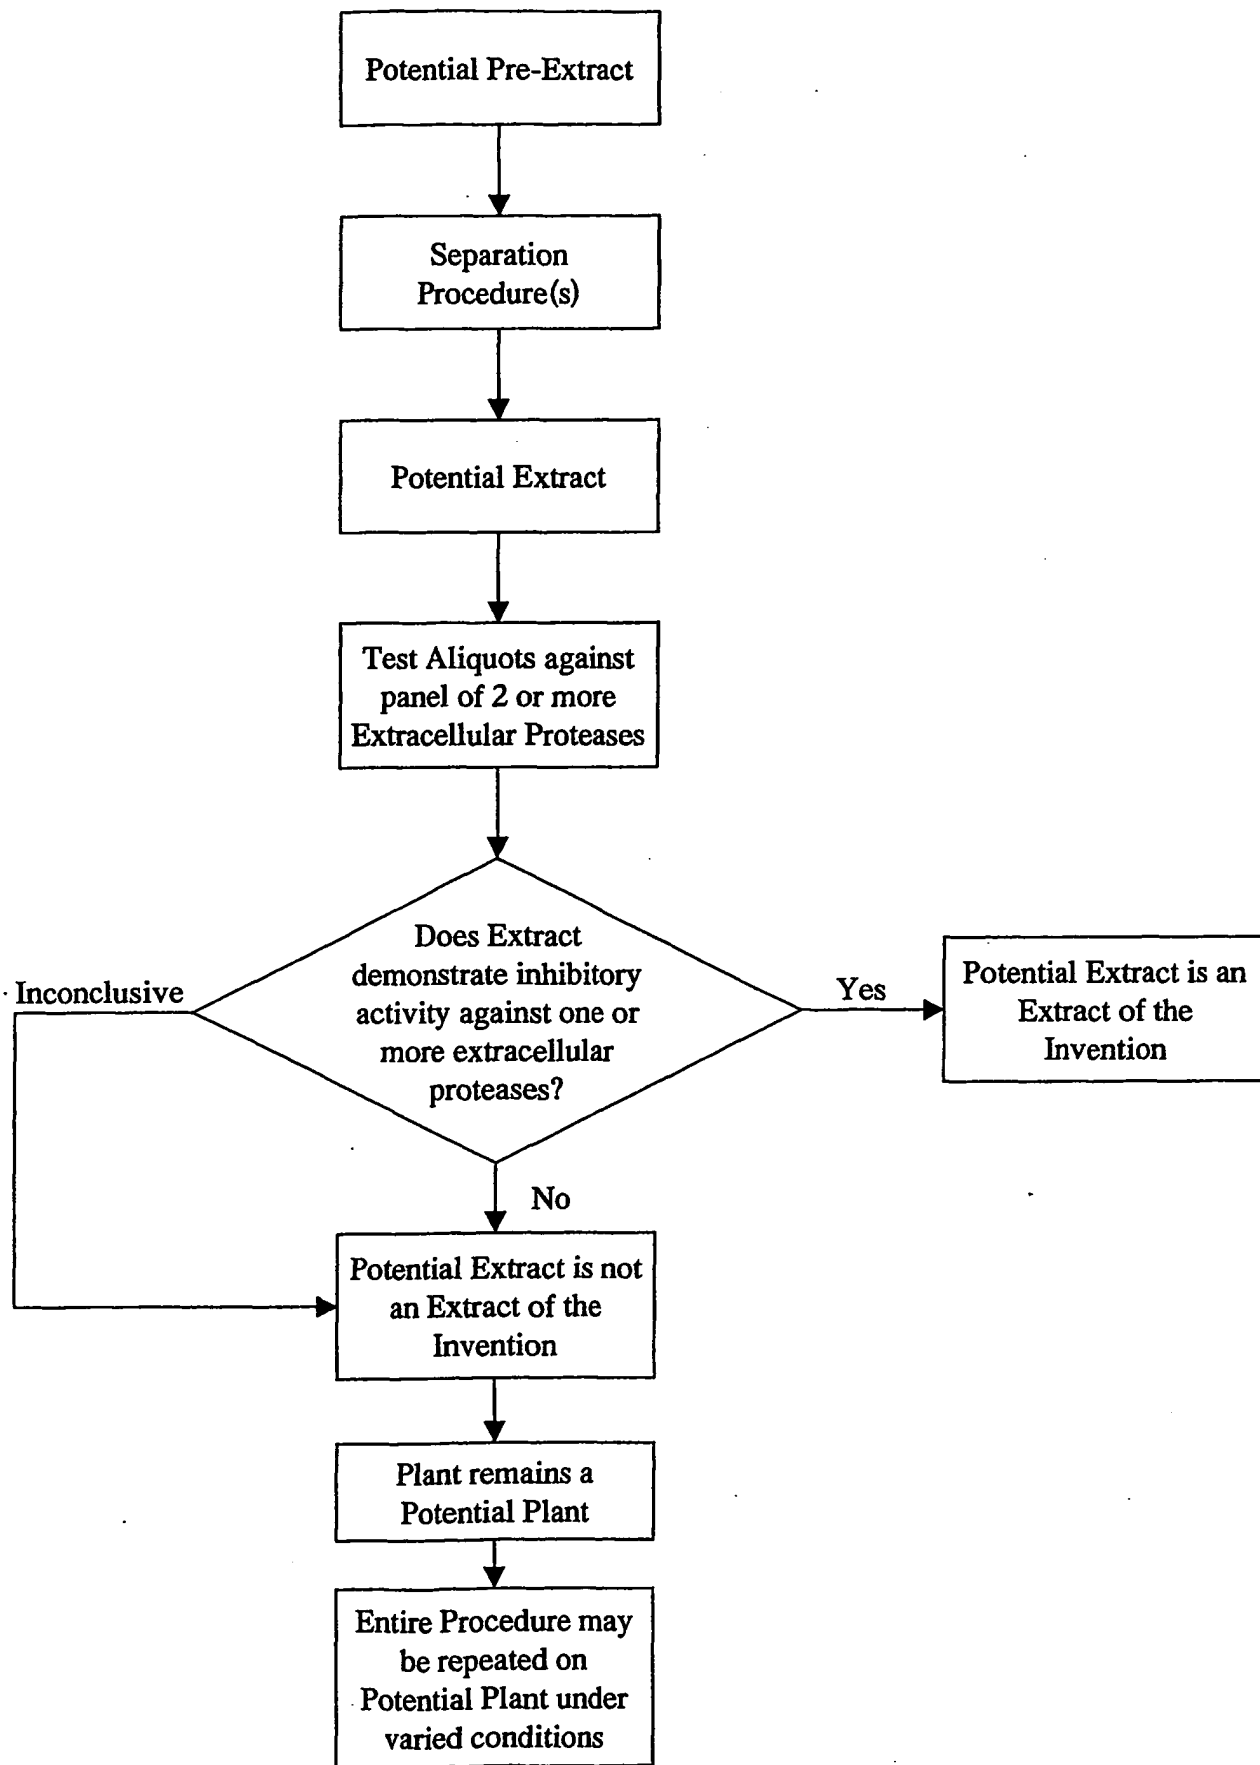 Potential Pre-Extract
Separation
Procedure(s)
Potential Extract
Test Aliquots against
panel of 2 or more
Extracellular Proteases
Does Extract
demonstrate inhibitory
activity against one or
more extracellular
proteases?
Inconclusive
Yes
Potential Extract is an
Extract of the
Invention
No
Potential Extract is not
an Extract of the
Invention
Plant remains a
Potential Plant
Entire Procedure may
be repeated on
Potential Plant under
varied conditions